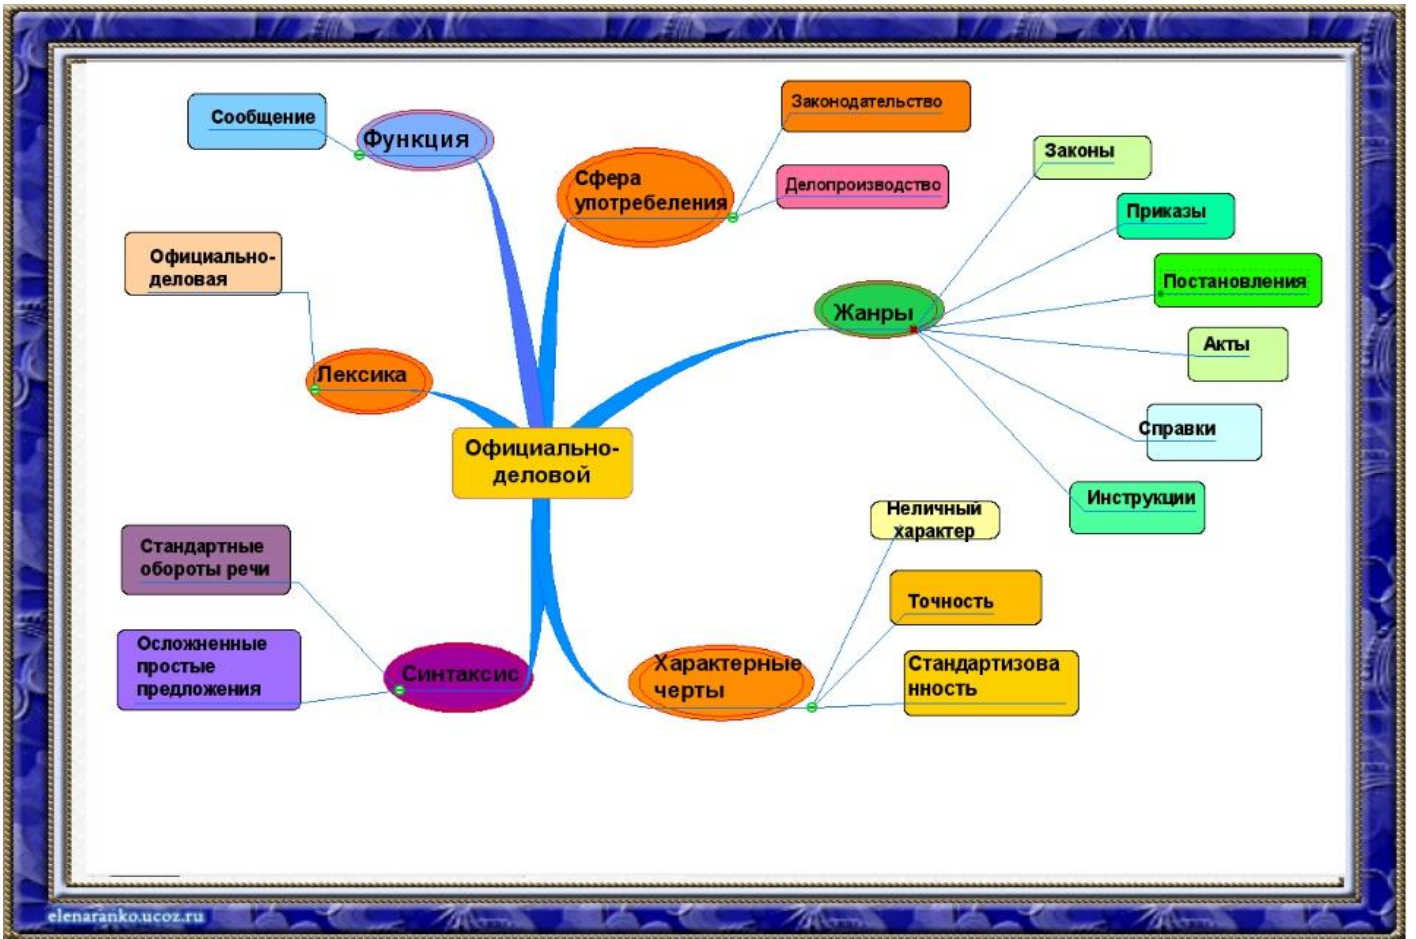 Сообщение
Функция
Сфера
употребеления
Законодательство
Делопроизводство
Законы
Приказы
Постановления
Акты
Справки
Инструкции
Жанры
Официально-
деловая
Лексика
Официально-
деловой
Стандартные
обороты речи
Осложненные
простые
предложения
Синтаксис
Характерные
черты
Неличный
характер
Точность
Стандартизова
нность
elenaranko.ucoz.ru